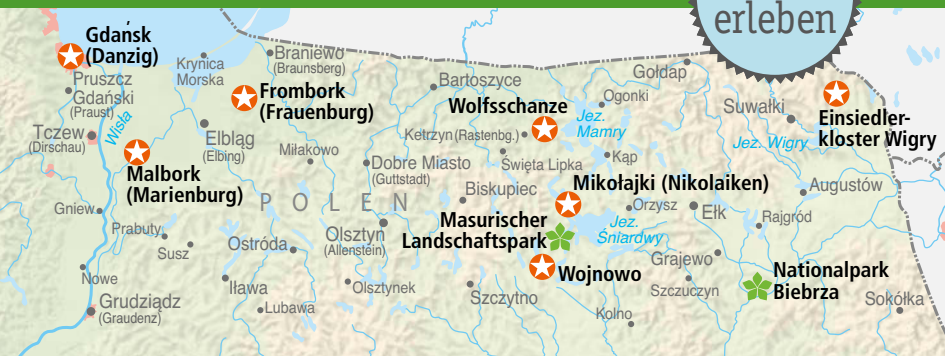 erleben
Gdańsk
(Danzig)
Krynica
Morska
Braniewo
(Braunsberg)
Gołdap
Pruszcz
Gdański
(Praust)
Frombork
(Frauenburg)
Bartoszyce
Wolfsschanze
Ogonki
Suwałki
Einsiedler-
kloster Wigry
Tczew
(Dirschau)
Wisła
Elbląg
(Elbing)
Kętrzyn (Rastenbg.)
Jez.
Mamry
Jez. Wigry
Malbork
(Marienburg)
Miłakowo
Dobre Miasto
(Guttstadt)
Święta Lipka
Kąp
Mikołajki (Nikolaiken)
Augustów
POLEN
Biskupiec
Orzysz
Ełk
Rajgród
Gniew
Masurischer
Landschaftspark
Jez.
Śniardwy
Prabuty
Susz
Ostróda
Olsztyn
(Allenstein)
Wojnowo
Grajewo
Szczuczyn
Nationalpark
Biebrza
Sokółka
Nowe
Iława
Olsztynek
Szczytno
Grudziądz
(Graudenz)
Lubawa
Kolno